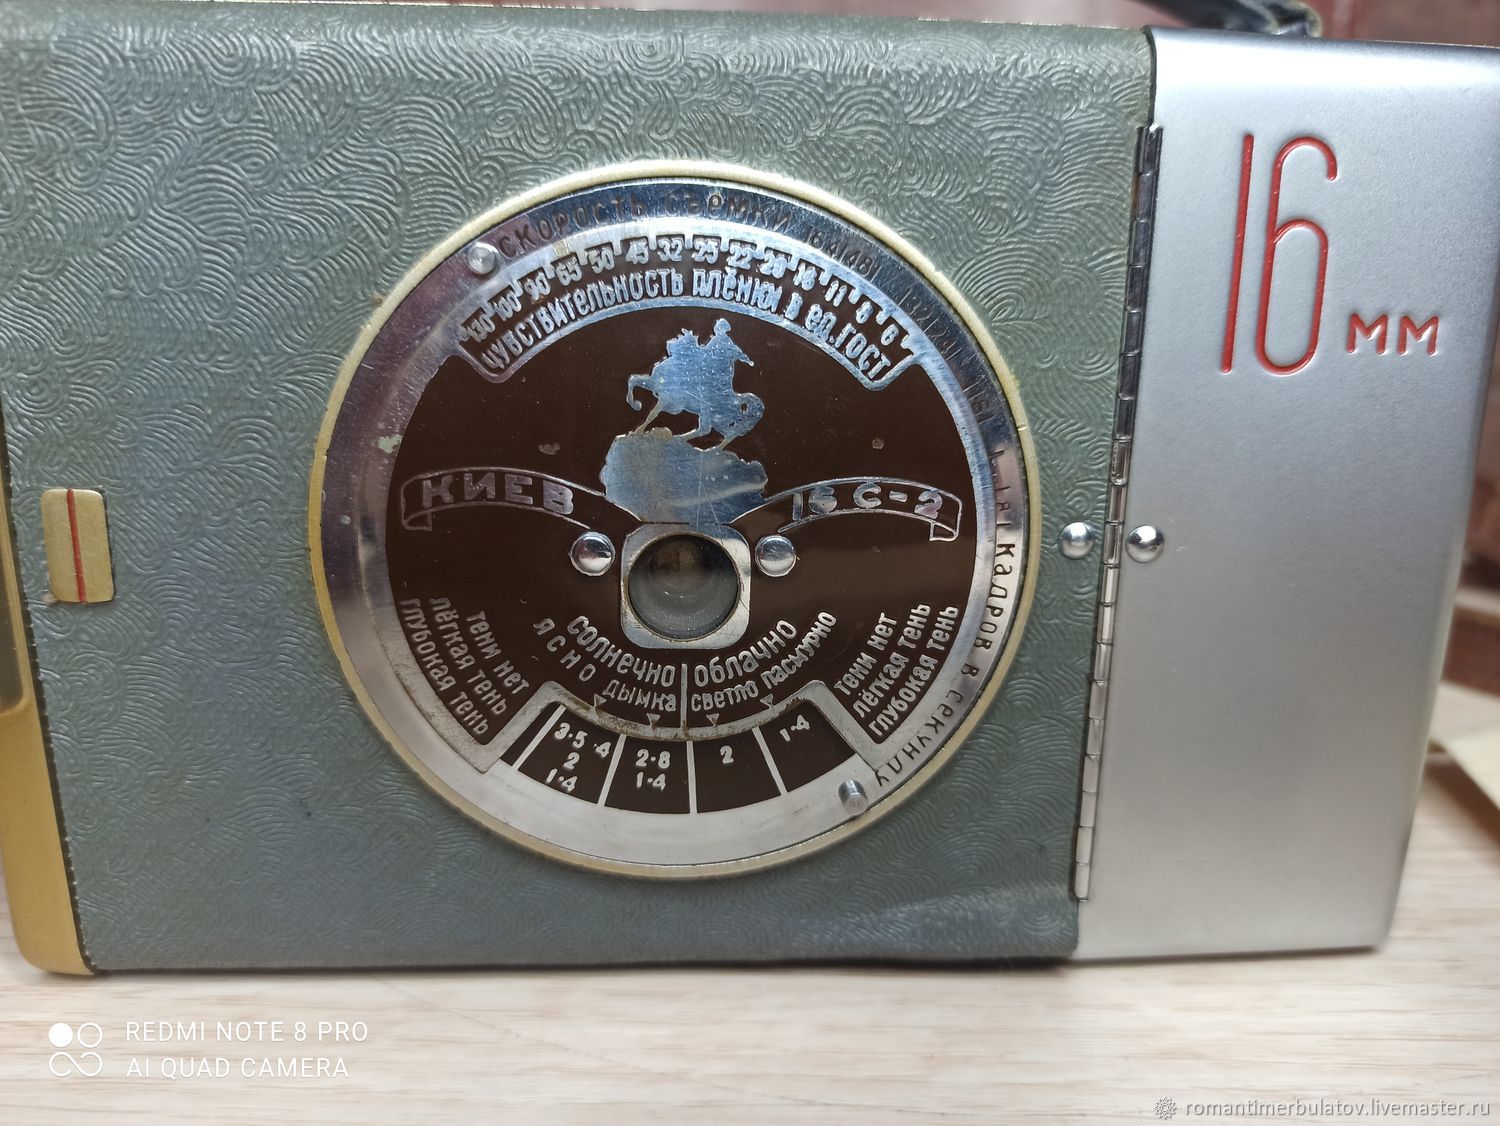 16 мм
СКОРОСТЬ СЪЕМКИ
КАДРОВ В СЕКУНДУ
130 100 90 65 50 45 32 25 22 20 16 11 8 6
ЧУВСТВИТЕЛЬНОСТЬ ПЛЁНКИ В ЕД. ГОСТ
КИЕВ 16 С-2
СОЛНЕЧНО ОБЛАЧНО
ЯСНО ДЫМКА СВЕТЛО ПАСМУРНО
ТЕНИ НЕТ
ЛЁГКАЯ ТЕНЬ
ГЛУБОКАЯ ТЕНЬ
ТЕНИ НЕТ
ЛЁГКАЯ ТЕНЬ
ГЛУБОКАЯ ТЕНЬ
3·5·4 2·8 2 1·4
2 1·4
1·4
REDMI NOTE 8 PRO
AI QUAD CAMERA
romantimerbulatov.livemaster.ru